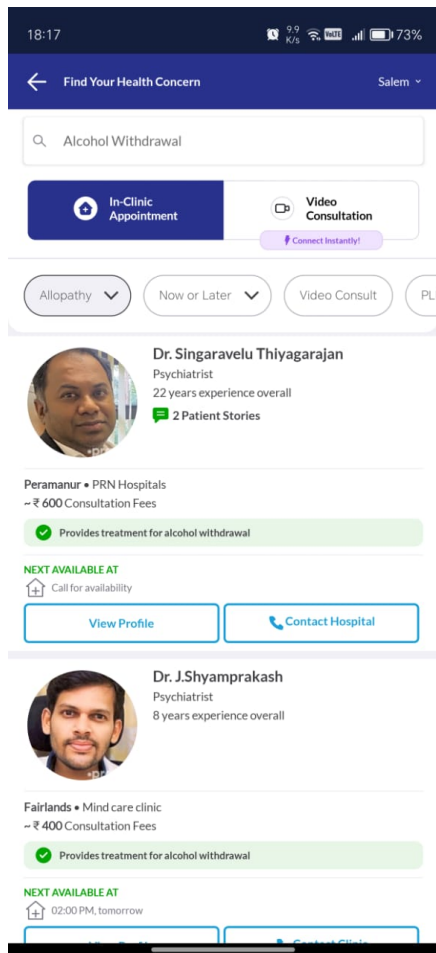 18:17
9.9 K/s VoLTE 73%
Find Your Health Concern
Salem
Alcohol Withdrawal
In-Clinic
Appointment
Video
Consultation
Connect Instantly!
Allopathy
Now or Later
Video Consult
PL
Dr. Singaravelu Thiyagarajan
Psychiatrist
22 years experience overall
2 Patient Stories
Peramanur • PRN Hospitals
~ ₹ 600 Consultation Fees
Provides treatment for alcohol withdrawal
NEXT AVAILABLE AT
Call for availability
View Profile
Contact Hospital
Dr. J.Shyamprakash
Psychiatrist
8 years experience overall
Fairlands • Mind care clinic
~ ₹ 400 Consultation Fees
Provides treatment for alcohol withdrawal
NEXT AVAILABLE AT
02:00 PM, tomorrow
Contact Clinic